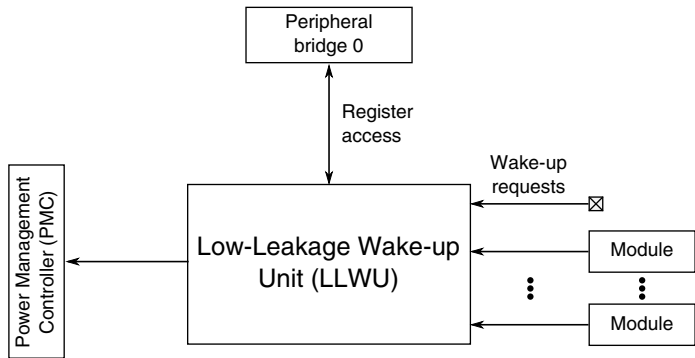 Peripheral
bridge 0
Register
access
Wake-up
requests
Power Management
Controller (PMC)
Low-Leakage Wake-up
Unit (LLWU)
Module
Module